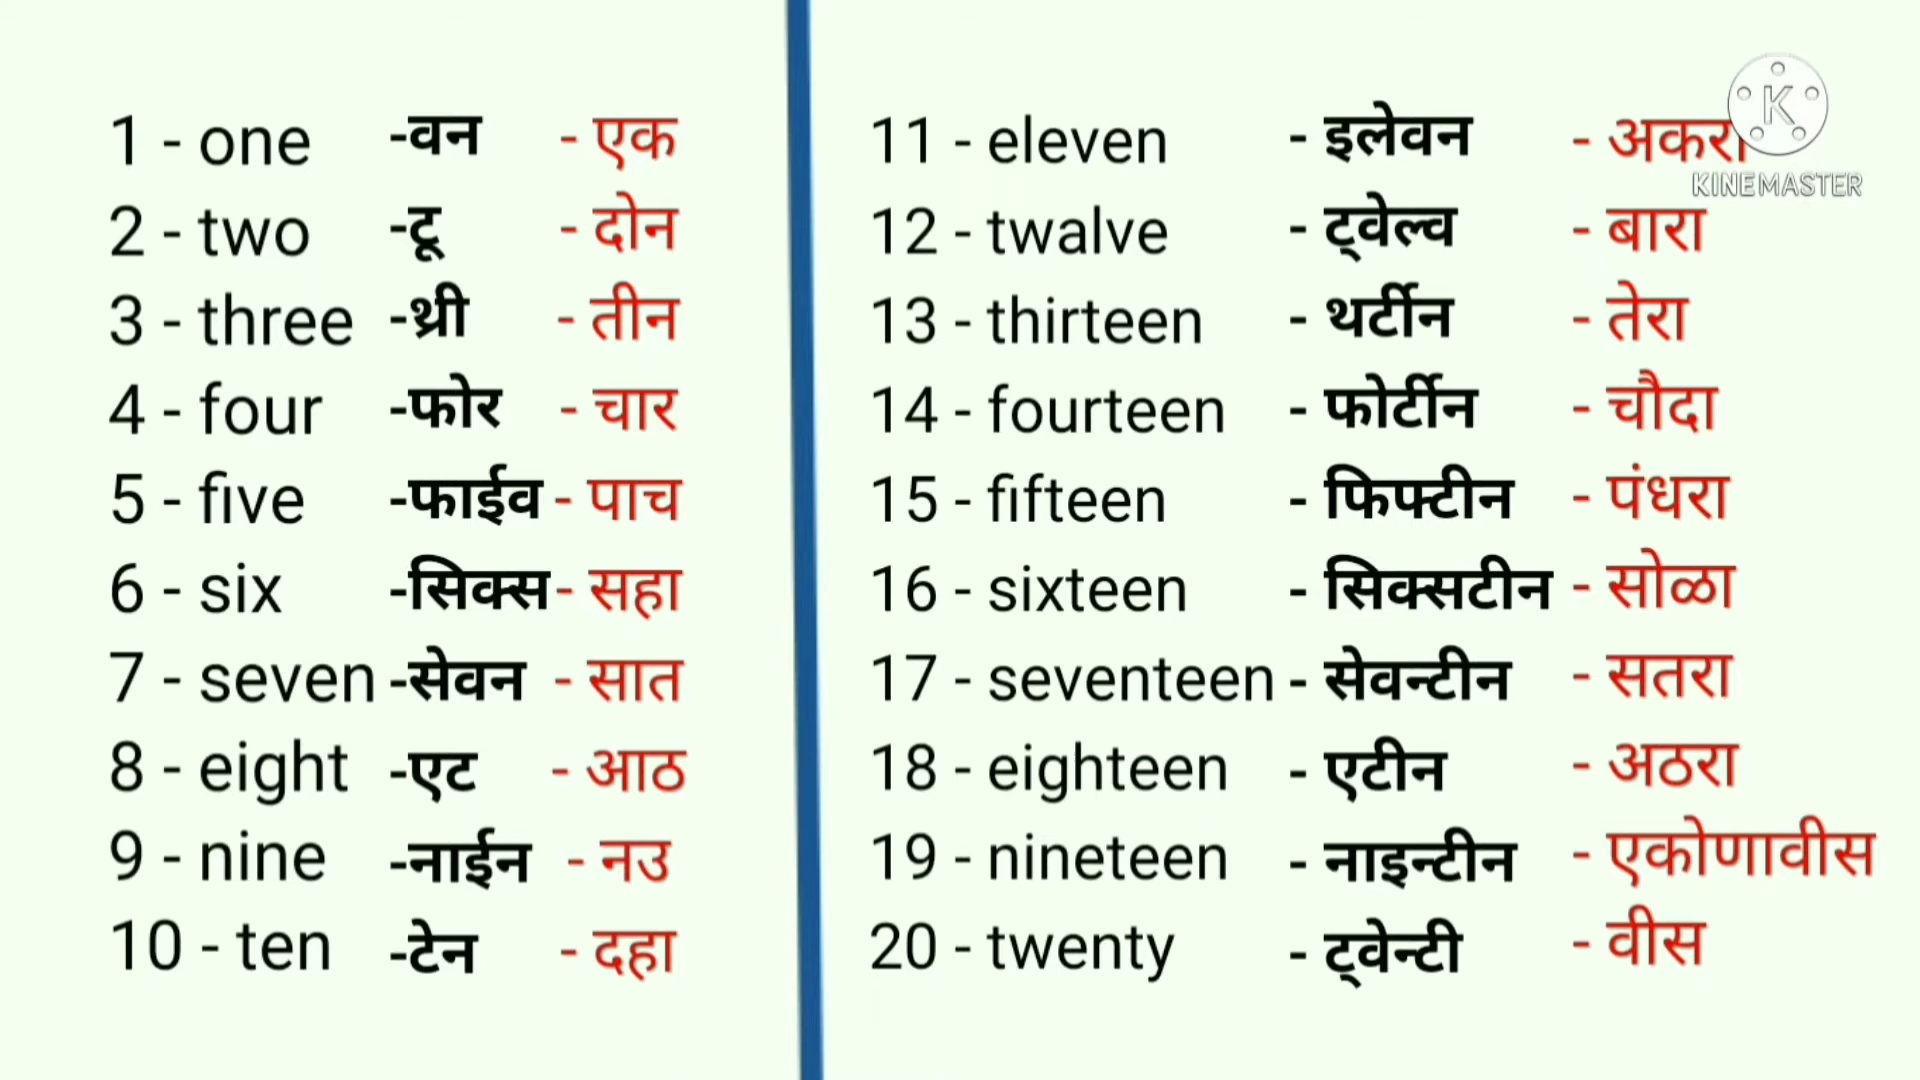 1 - one -वन - एक
2 - two -टू - दोन
3 - three -थ्री - तीन
4 - four -फोर - चार
5 - five -फाईव - पाच
6 - six -सिक्स - सहा
7 - seven -सेवन - सात
8 - eight -एट - आठ
9 - nine -नाईन - नउ
10 - ten -टेन - दहा
11 - eleven - इलेवन - अकरा
12 - twalve - ट्वेल्व - बारा
13 - thirteen - थर्टीन - तेरा
14 - fourteen - फोर्टीन - चौदा
15 - fifteen - फिफ्टीन - पंधरा
16 - sixteen - सिक्सटीन - सोळा
17 - seventeen - सेवन्टीन - सतरा
18 - eighteen - एटीन - अठरा
19 - nineteen - नाइन्टीन - एकोणावीस
20 - twenty - ट्वेन्टी - वीस
K
KINEMASTER